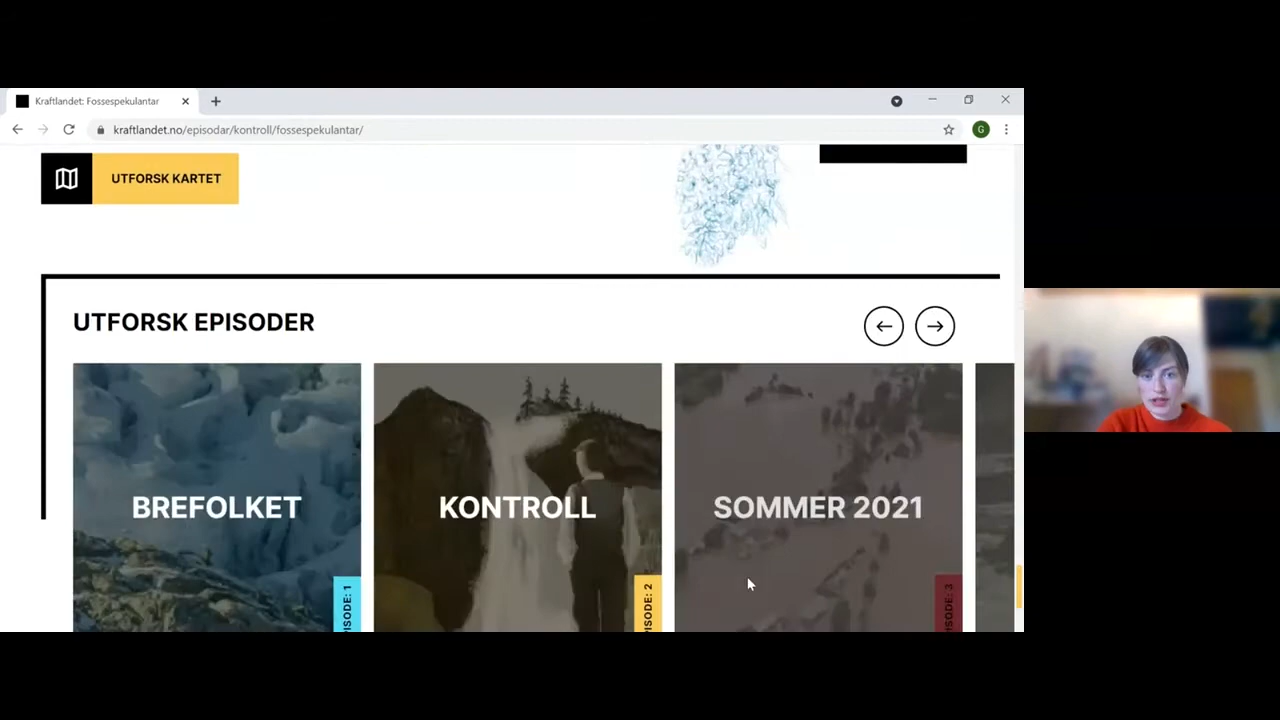 Kraftlandet: Fossespekulantar
kraftlandet.no/episodar/kontroll/fossespekulantar/
G
UTFORSK KARTET
UTFORSK EPISODER
BREFOLKET
KONTROLL
SOMMER 2021
ISODE: 1
ISODE: 2
ISODE: 3